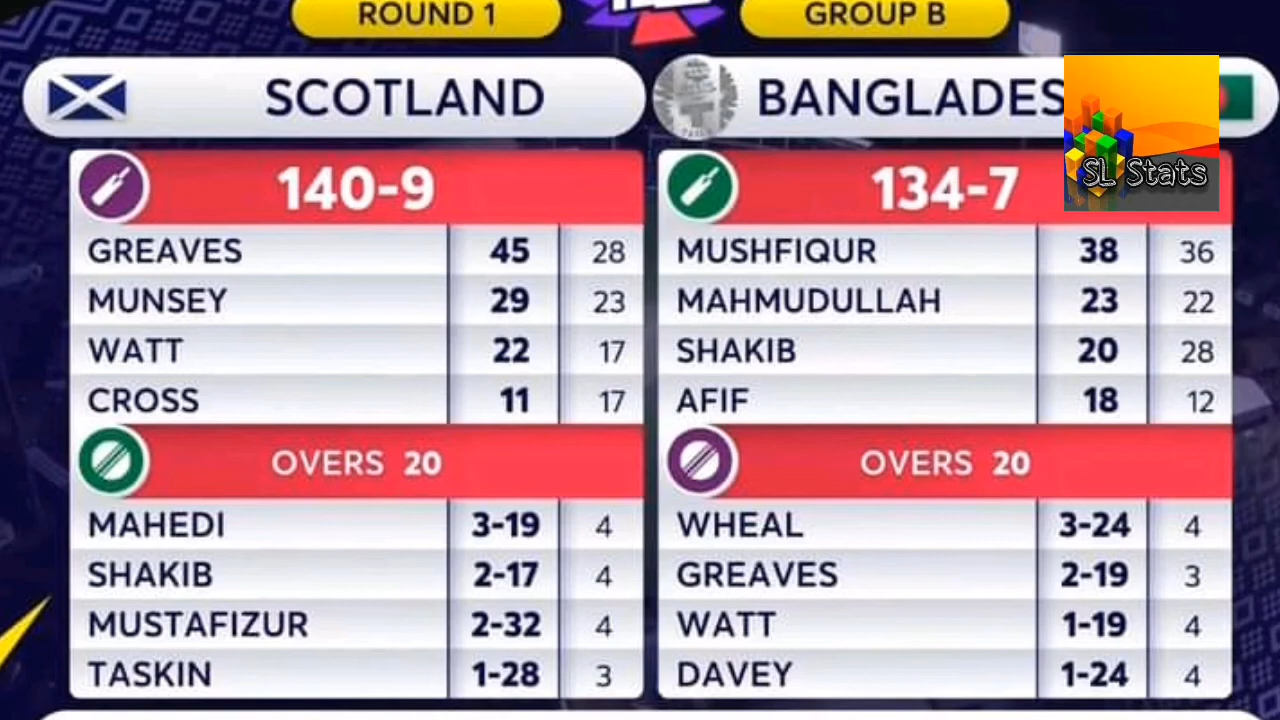 ROUND 1
GROUP B
SCOTLAND
BANGLADES
SL Stats
140-9
GREAVES 45 28
MUNSEY 29 23
WATT 22 17
CROSS 11 17
OVERS 20
MAHEDI 3-19 4
SHAKIB 2-17 4
MUSTAFIZUR 2-32 4
TASKIN 1-28 3
134-7
MUSHFIQUR 38 36
MAHMUDULLAH 23 22
SHAKIB 20 28
AFIF 18 12
OVERS 20
WHEAL 3-24 4
GREAVES 2-19 3
WATT 1-19 4
DAVEY 1-24 4